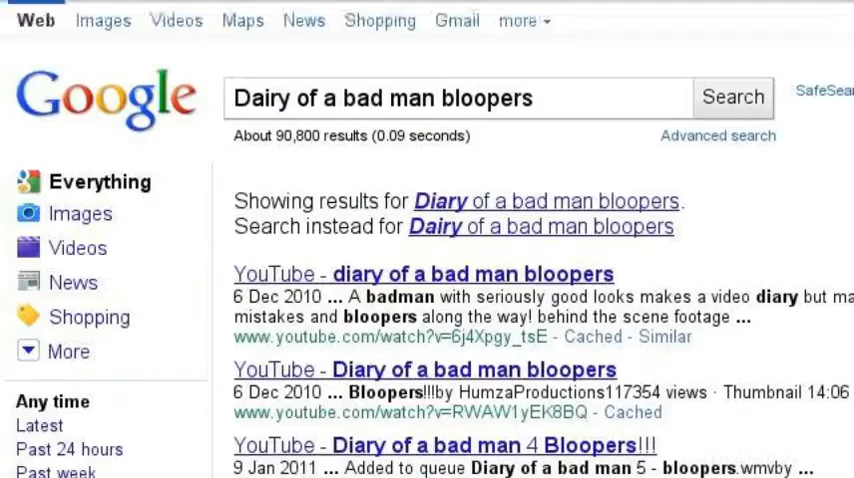 Web Images Videos Maps News Shopping Gmail more
Google
Dairy of a bad man bloopers Search
About 90,800 results (0.09 seconds) Advanced search
Everything
Images
Videos
News
Shopping
More
Any time
Latest
Past 24 hours
Past week
Showing results for Diary of a bad man bloopers.
Search instead for Dairy of a bad man bloopers
YouTube - diary of a bad man bloopers
6 Dec 2010 ... A badman with seriously good looks makes a video diary but
mistakes and bloopers along the way! behind the scene footage ...
www.youtube.com/watch?v=6j4Xpgy_tsE - Cached - Similar
YouTube - Diary of a bad man bloopers
6 Dec 2010 ... Bloopers!!!by HumzaProductions117354 views · Thumbnail 14:06
www.youtube.com/watch?v=RWAW1yEK8BQ - Cached
YouTube - Diary of a bad man 4 Bloopers!!!
9 Jan 2011 ... Added to queue Diary of a bad man 5 - bloopers.wmvby ...